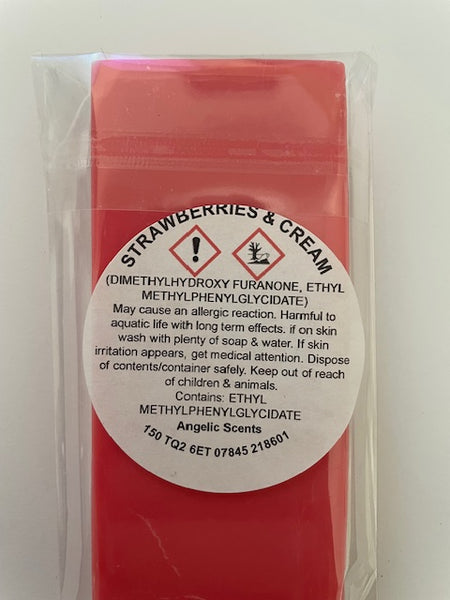 STRAWBERRIES & CREAM
(DIMETHYLHYDROXY FURANONE, ETHYL
METHYLPHENYLGLYCIDATE)
May cause an allergic reaction. Harmful to
aquatic life with long term effects. if on skin
wash with plenty of soap & water. If skin
irritation appears, get medical attention. Dispose
of contents/container safely. Keep out of reach
of children & animals.
Contains: ETHYL
METHYLPHENYLGLYCIDATE
Angelic Scents
150 TQ2 6ET 07845 218601